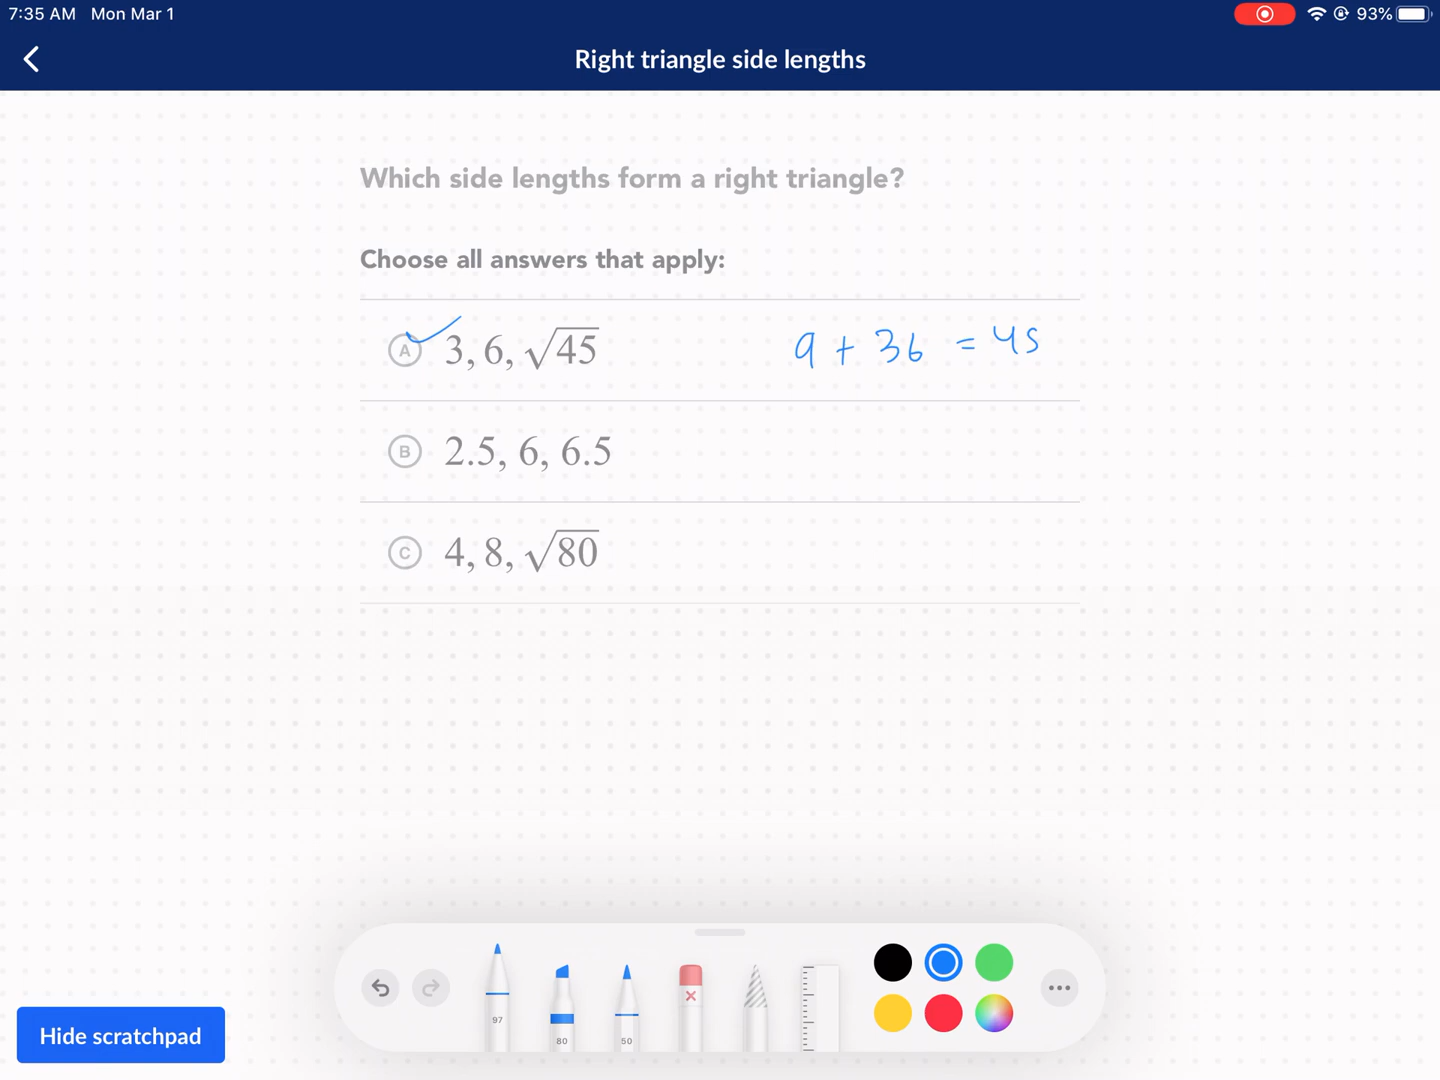 7:35 AM Mon Mar 1 93%
Right triangle side lengths
Which side lengths form a right triangle?
Choose all answers that apply:
A 3, 6, √45 9 + 36 = 45
B 2.5, 6, 6.5
C 4, 8, √80
97 80 50
Hide scratchpad